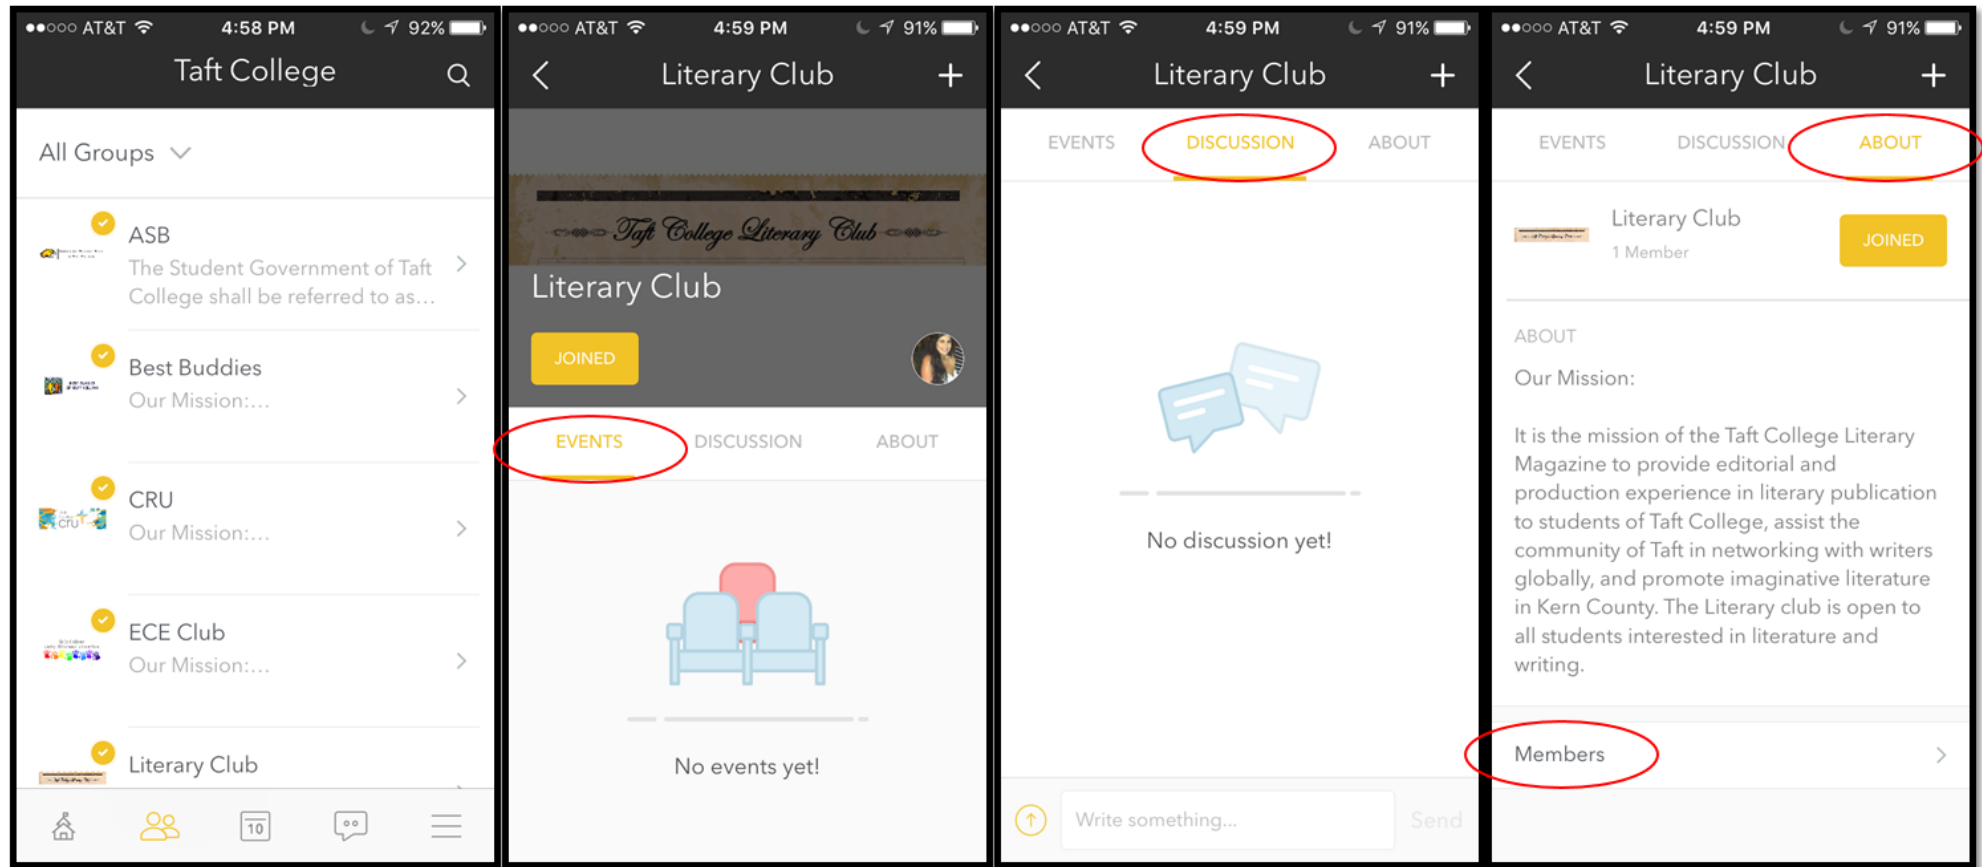 AT&T 4:58 PM 92%
Taft College
All Groups
ASB
The Student Government of Taft
College shall be referred to as...
Best Buddies
Our Mission:...
CRU
Our Mission:...
cru
ECE Club
Our Mission:...
Literary Club
10
AT&T 4:59 PM 91%
Literary Club
Taft College Literary Club
Literary Club
JOINED
EVENTS DISCUSSION ABOUT
No events yet!
AT&T 4:59 PM 91%
Literary Club
EVENTS DISCUSSION ABOUT
No discussion yet!
Write something... Send
AT&T 4:59 PM 91%
Literary Club
EVENTS DISCUSSION ABOUT
Literary Club
1 Member
JOINED
ABOUT
Our Mission:
It is the mission of the Taft College Literary
Magazine to provide editorial and
production experience in literary publication
to students of Taft College, assist the
community of Taft in networking with writers
globally, and promote imaginative literature
in Kern County. The Literary club is open to
all students interested in literature and
writing.
Members